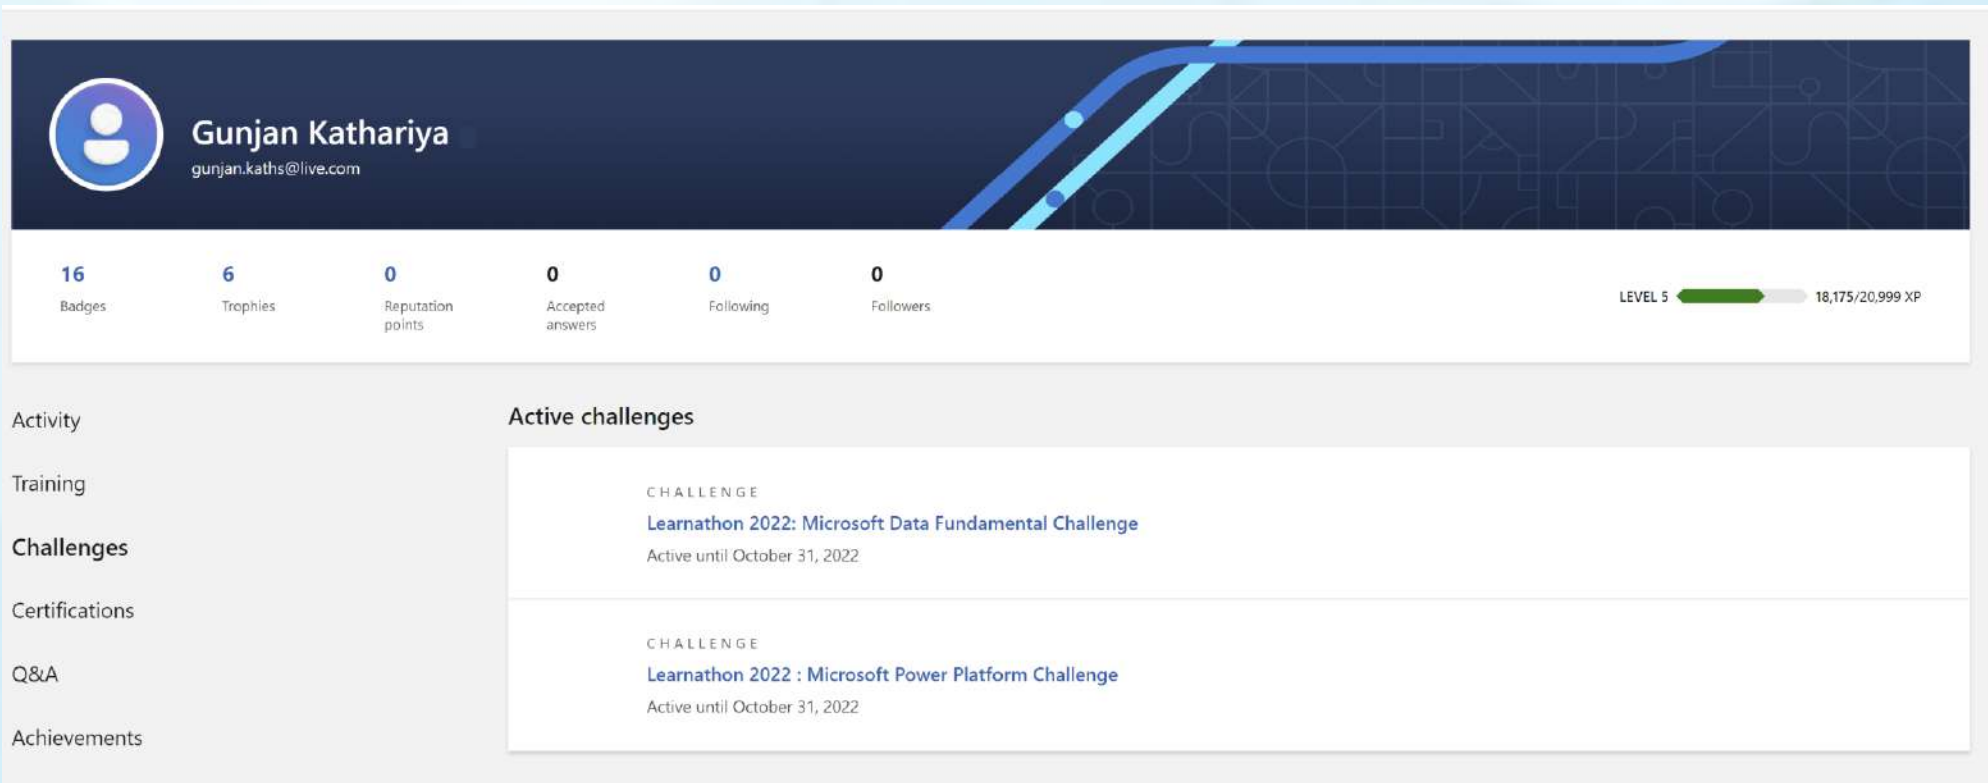 Gunjan Kathariya
gunjan.kaths@live.com
16
Badges
6
Trophies
0
Reputation
points
0
Accepted
answers
0
Following
0
Followers
LEVEL 5 18,175/20,999 XP
Activity
Training
Challenges
Certifications
Q&A
Achievements
Active challenges
CHALLENGE
Learnathon 2022: Microsoft Data Fundamental Challenge
Active until October 31, 2022
CHALLENGE
Learnathon 2022 : Microsoft Power Platform Challenge
Active until October 31, 2022